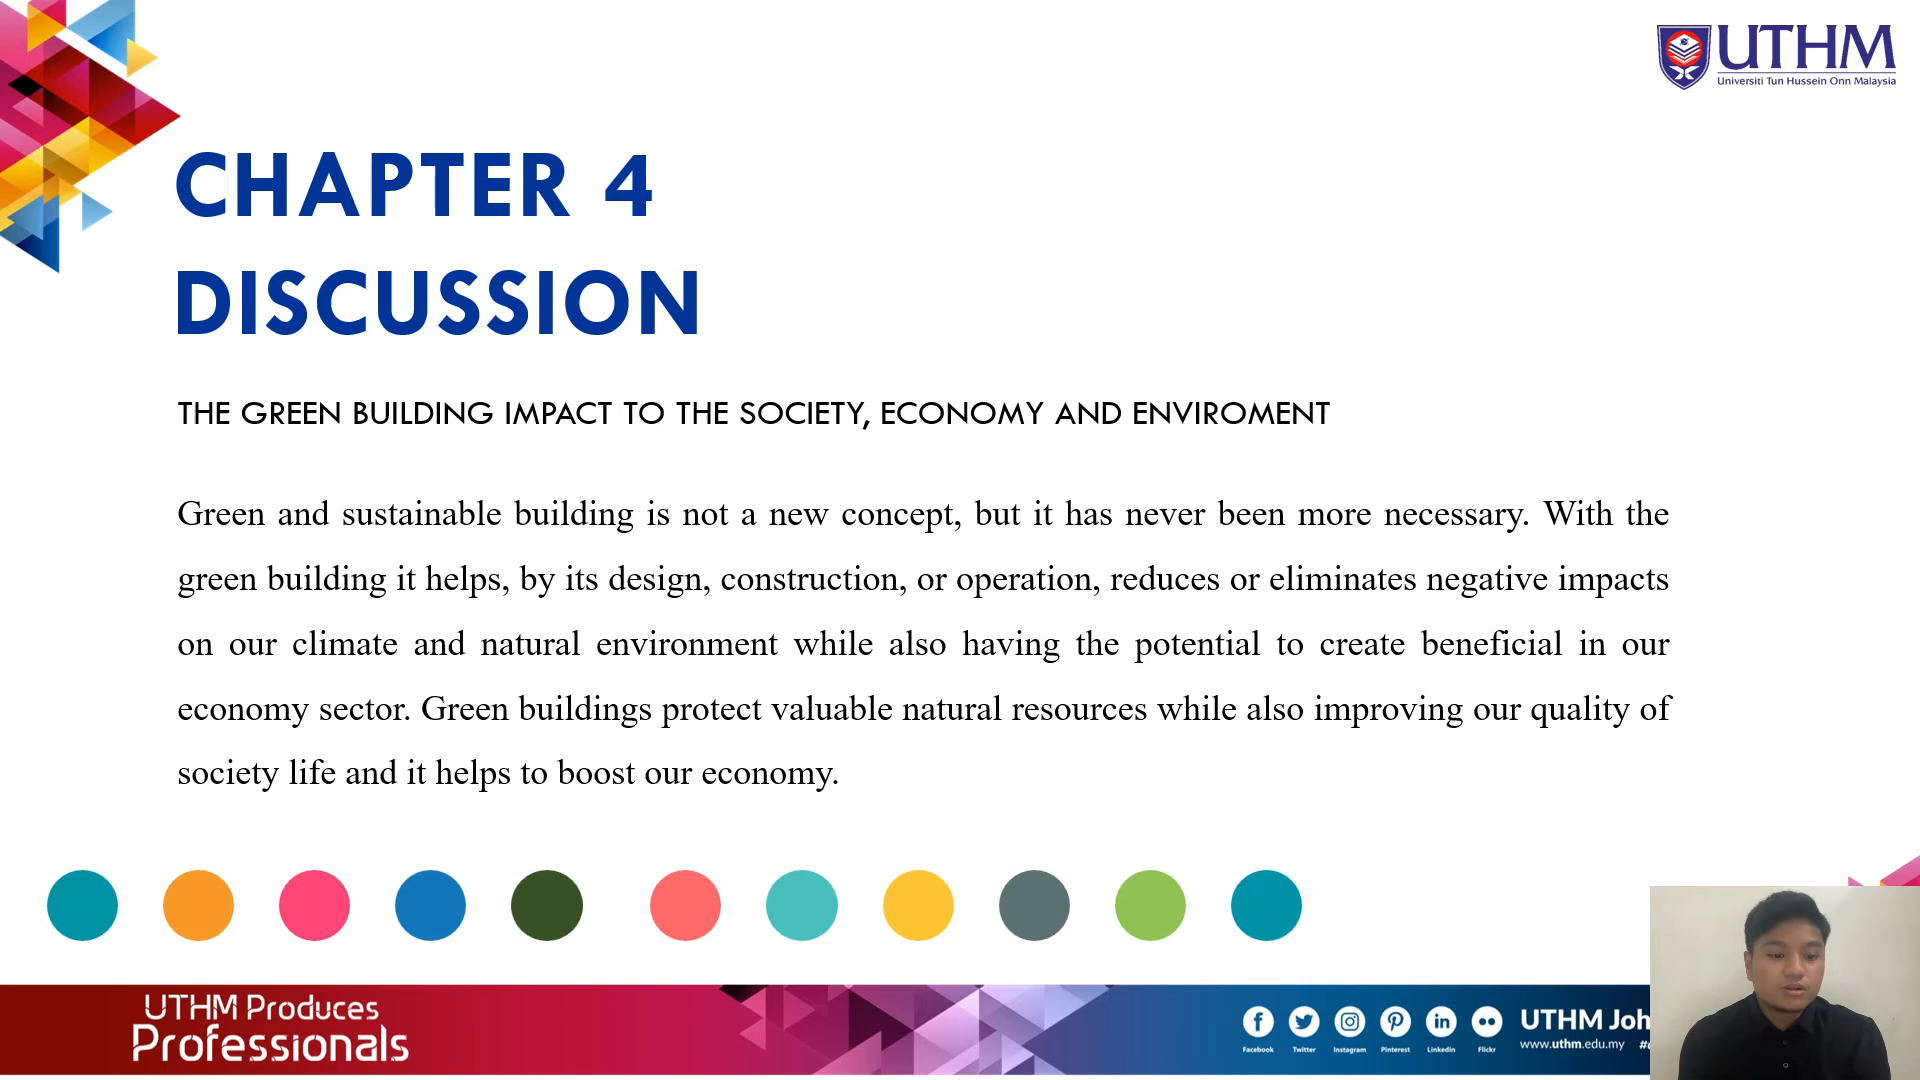 UTHM
Universiti Tun Hussein Onn Malaysia
CHAPTER 4
DISCUSSION
THE GREEN BUILDING IMPACT TO THE SOCIETY, ECONOMY AND ENVIROMENT
Green and sustainable building is not a new concept, but it has never been more necessary. With the
green building it helps, by its design, construction, or operation, reduces or eliminates negative impacts
on our climate and natural environment while also having the potential to create beneficial in our
economy sector. Green buildings protect valuable natural resources while also improving our quality of
society life and it helps to boost our economy.
UTHM Produces
Professionals
Facebook Twitter Instagram Pinterest Linkedin Flickr
UTHM Joh
www.uthm.edu.my